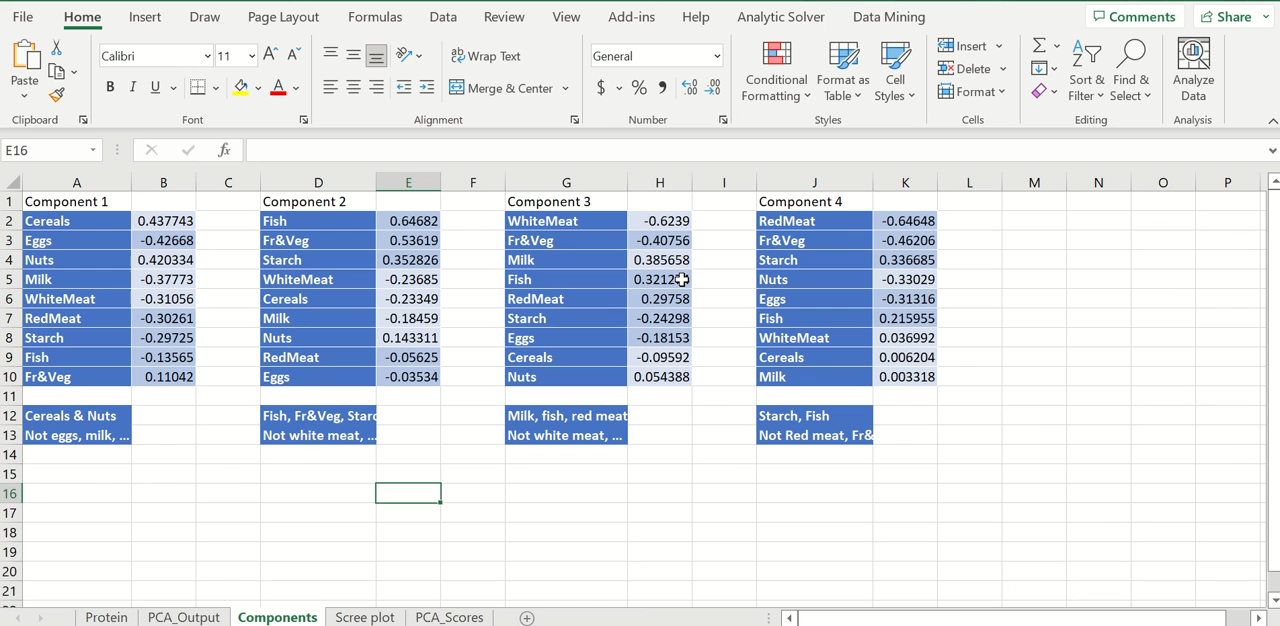 File Home Insert Draw Page Layout Formulas Data Review View Add-ins Help Analytic Solver Data Mining Comments Share
Paste
Calibri 11 A A
B I U A
ab Wrap Text
Merge & Center
General
$ %
Conditional Formatting
Format as Table
Cell Styles
Insert
Delete
Format
Sort & Filter
Find & Select
Analyze Data
Clipboard Font Alignment Number Styles Cells Editing Analysis
E16 fx
A B C D E F G H I J K L M N O P
1 Component 1 Component 2 Component 3 Component 4
2 Cereals 0.437743 Fish 0.64682 WhiteMeat -0.6239 RedMeat -0.64648
3 Eggs -0.42668 Fr&Veg 0.53619 Fr&Veg -0.40756 Fr&Veg -0.46206
4 Nuts 0.420334 Starch 0.352826 Milk 0.385658 Starch 0.336685
5 Milk -0.37773 WhiteMeat -0.23685 Fish Nuts -0.33029
6 WhiteMeat -0.31056 Cereals -0.23349 RedMeat 0.29758 Eggs -0.31316
7 RedMeat -0.30261 Milk -0.18459 Starch -0.24298 Fish 0.215955
8 Starch -0.29725 Nuts 0.143311 Eggs -0.18153 WhiteMeat 0.036992
9 Fish -0.13565 RedMeat -0.05625 Cereals -0.09592 Cereals 0.006204
10 Fr&Veg 0.11042 Eggs -0.03534 Nuts 0.054388 Milk 0.003318
11
12 Cereals & Nuts Fish, Fr&Veg, Starc Milk, fish, red meat Starch, Fish
13 Not eggs, milk, ... Not white meat, ... Not white meat, ... Not Red meat, Fr&
14
15
16
17
18
19
20
21
Protein PCA_Output Components Scree plot PCA_Scores